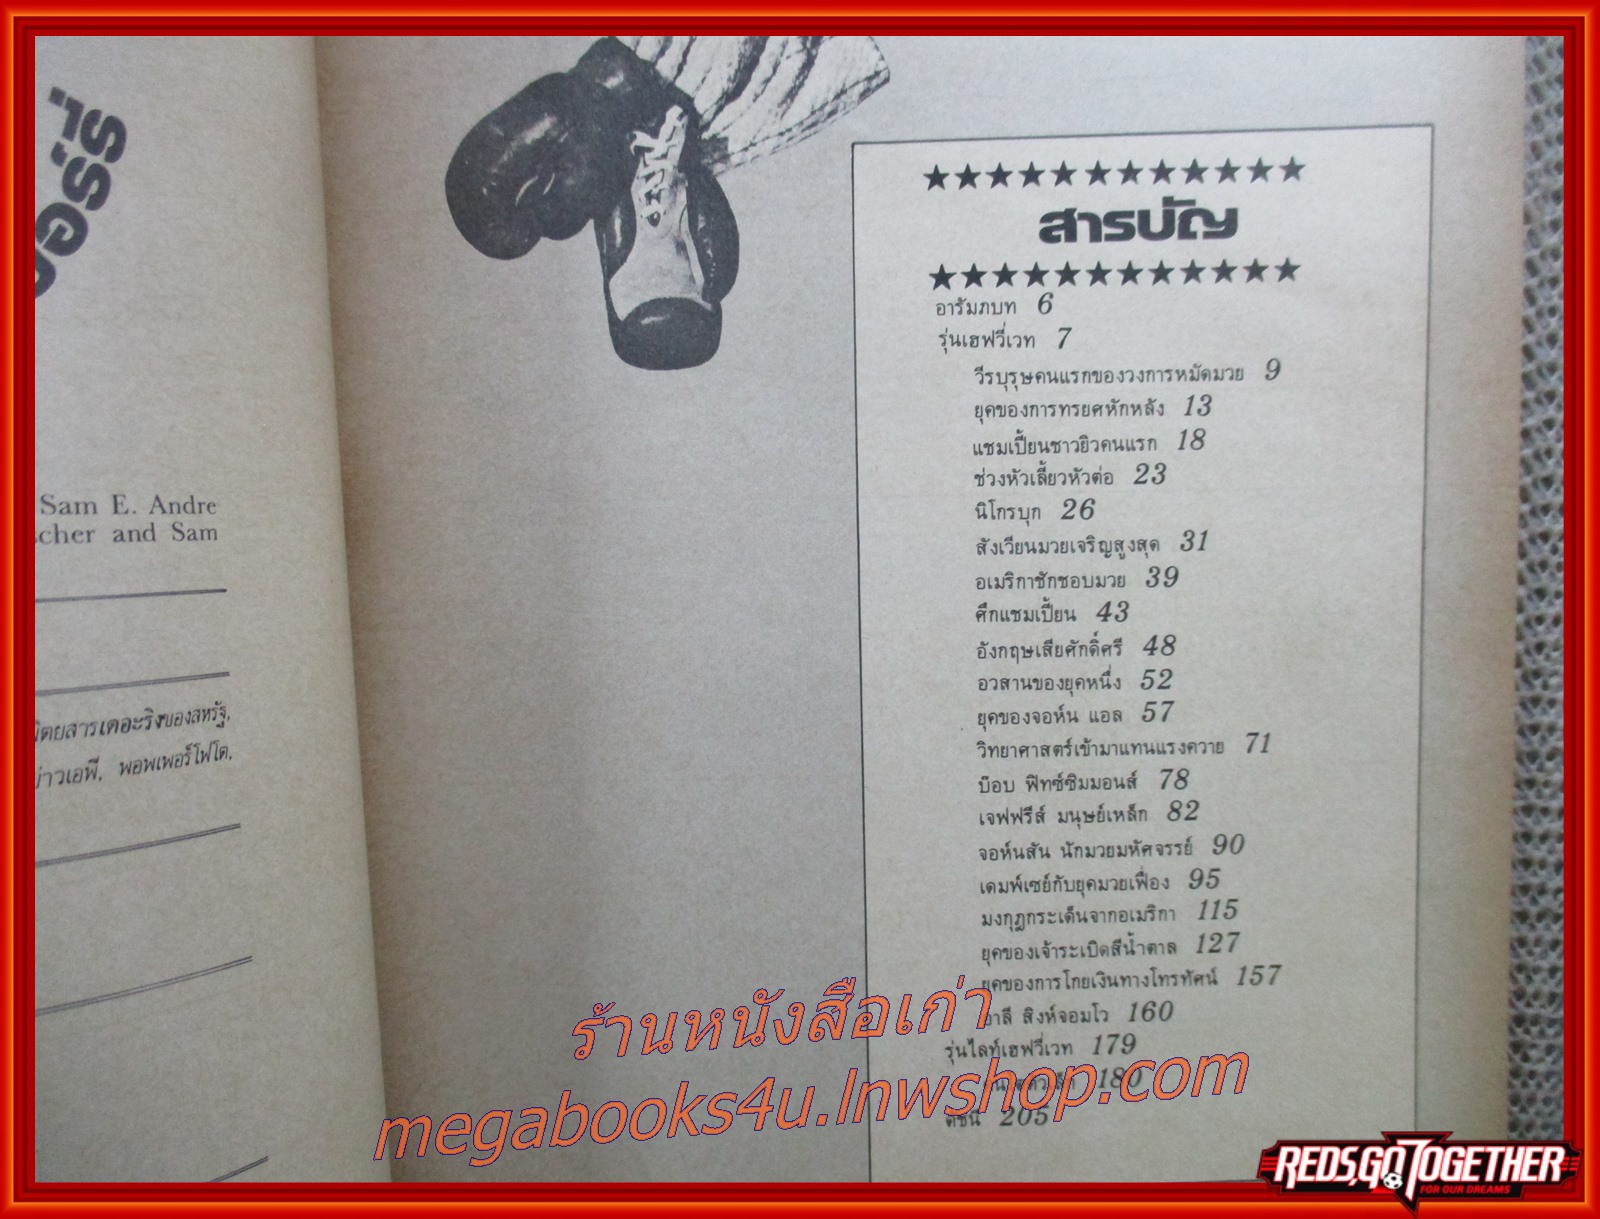 Sam E. Andre
scher and Sam
นิตยสารเดอะริงของสหรัฐ,
ข่าวเอพี, พอพเพอร์โฟโต,
สารบัญ
อารัมภบท 6
รุ่นเฮฟวี่เวท 7
วีรบุรุษคนแรกของวงการหมัดมวย 9
ยุคของการทรยศหักหลัง 13
แชมเปี้ยนชาวยิวคนแรก 18
ช่วงหัวเลี้ยวหัวต่อ 23
นิโกรบุก 26
สังเวียนมวยเจริญสูงสุด 31
อเมริกาชักชอบมวย 39
ศึกแชมเปี้ยน 43
อังกฤษเสียศักดิ์ศรี 48
อวสานของยุคหนึ่ง 52
ยุคของจอห์น แอล 57
วิทยาศาสตร์เข้ามาแทนแรงควาย 71
บ๊อบ ฟิทซ์ซิมมอนส์ 78
เจฟฟรีส์ มนุษย์เหล็ก 82
จอห์นสัน นักมวยมหัศจรรย์ 90
เดมพ์เซย์กับยุคมวยเฟื่อง 95
มงกุฎกระเด็นจากอเมริกา 115
ยุคของเจ้าระเบิดสีน้ำตาล 127
ยุคของการโกยเงินทางโทรทัศน์ 157
อาลี สิงห์จอมโว 160
รุ่นไลท์เฮฟวี่เวท 179
180
ดัชนี 205
ร้านหนังสือเก่า
megabooks4u.lnwshop.com
REDS,GO TOGETHER
FOR OUR DREAMS